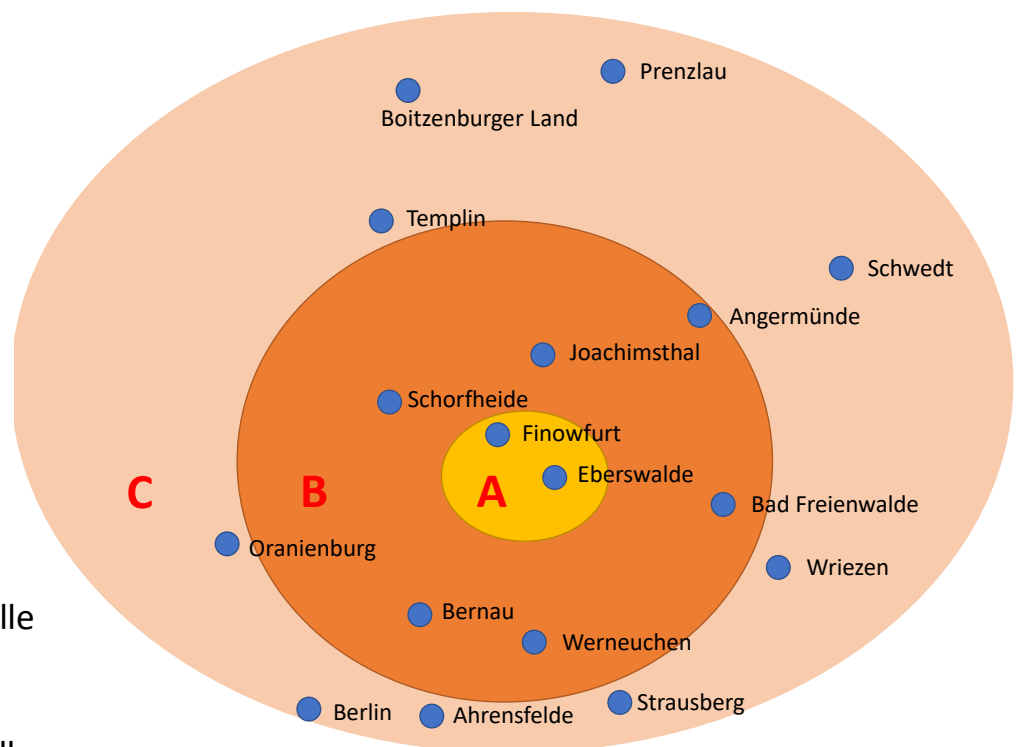 Prenzlau
Boitzenburger Land
Templin
Schwedt
Angermünde
Joachimsthal
Schorfheide
Finowfurt
Eberswalde
C
B
A
Bad Freienwalde
Oranienburg
Wriezen
lle
Bernau
Werneuchen
Strausberg
Berlin
Ahrensfelde